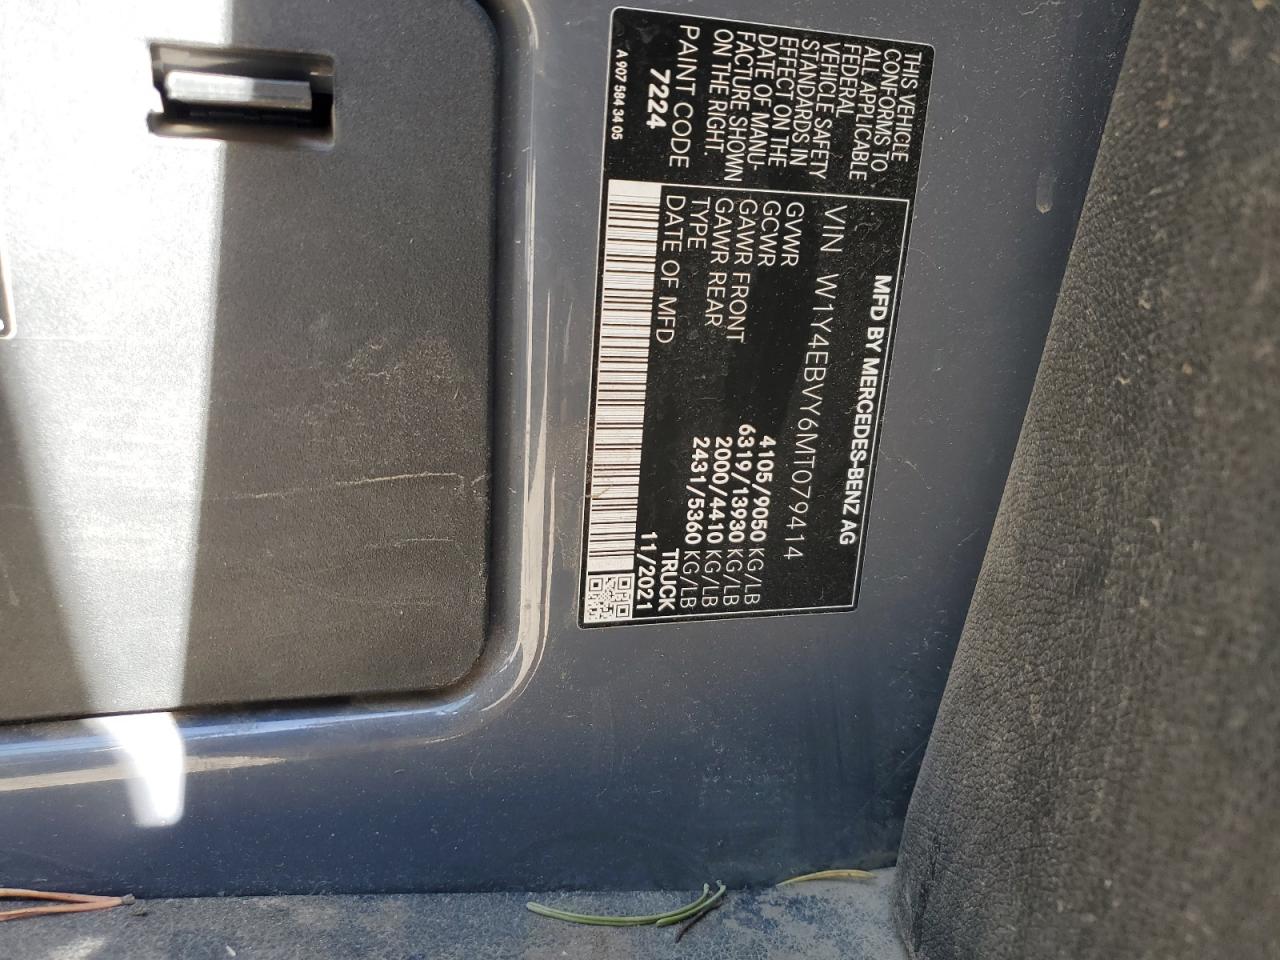 MFD BY MERCEDES-BENZ AG
VIN W1Y4EBVY6MT079414
GVWR 4105/9050 KG/LB
GCWR 6319/13930 KG/LB
GAWR FRONT 2000/4410 KG/LB
GAWR REAR 2431/5360 KG/LB
TYPE TRUCK
DATE OF MFD 11/2021
THIS VEHICLE
CONFORMS TO
ALL APPLICABLE
FEDERAL
VEHICLE SAFETY
STANDARDS IN
EFFECT ON THE
DATE OF MANU-
FACTURE SHOWN
ON THE RIGHT.
PAINT CODE
7224
A 907 584 34 05